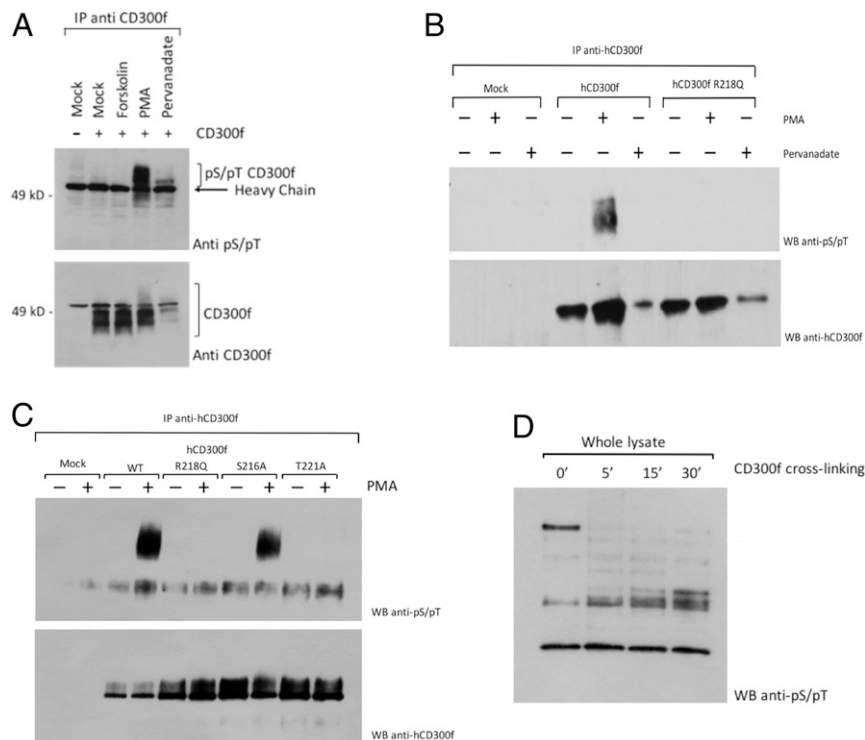 A
IP anti CD300f
Mock
Mock
Forskolin
PMA
Pervanadate
- + + + + CD300f
pS/pT CD300f
Heavy Chain
49 kD -
Anti pS/pT
49 kD -
CD300f
Anti CD300f
B
IP anti-hCD300f
Mock hCD300f hCD300f R218Q
— + — — + — — + — PMA
— — + — — + — — + Pervanadate
WB anti-pS/pT
WB anti-hCD300f
C
IP anti-hCD300f
hCD300f
Mock WT R218Q S216A T221A
— + — + — + — + — + PMA
WB anti-pS/pT
WB anti-hCD300f
D
Whole lysate
0’ 5’ 15’ 30’ CD300f cross-linking
WB anti-pS/pT